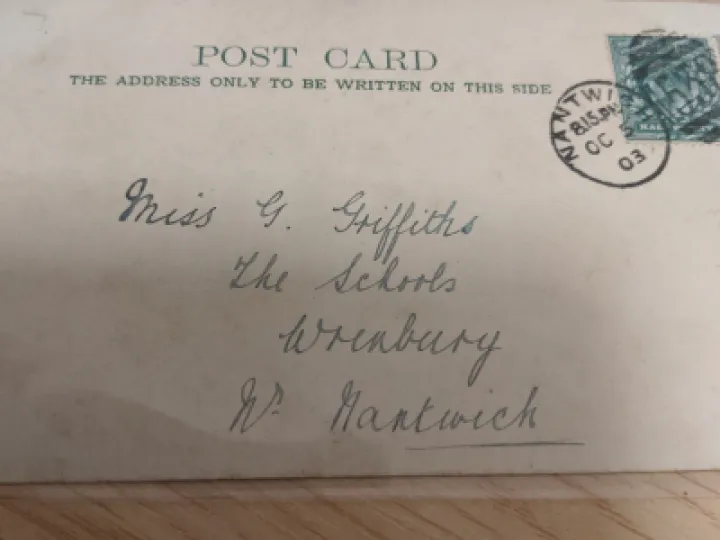 POST CARD
THE ADDRESS ONLY TO BE WRITTEN ON THIS SIDE
8.15.PM
OC
03
Miss G. Griffiths
The Schools
Wrenbury
Nr. Nantwich